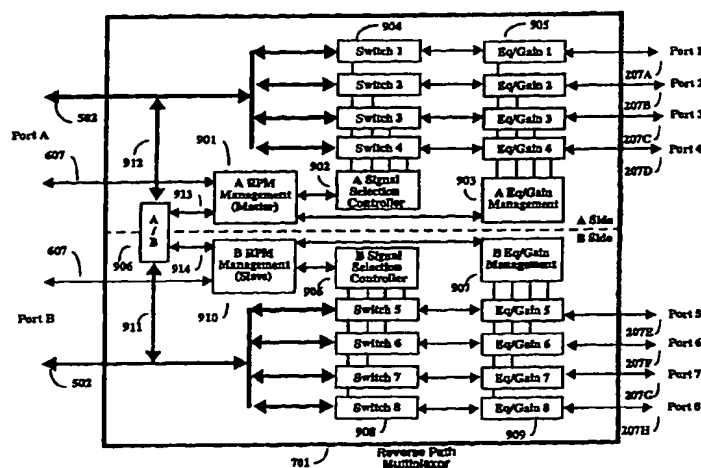 904
905
Switch 1
Eq/Gain 1
Port 1
207A
Switch 2
Eq/Gain 2
Port 2
207B
502
Switch 3
Eq/Gain 3
Port 3
207C
Port A
901
Switch 4
Eq/Gain 4
Port 4
207D
912
902
607
913
A RPM
Management
(Master)
A Signal
Selection
Controller
903
A Eq/Gain
Management
A
/
B
A Side
B Side
607
906
914
B RPM
Management
(Slave)
B Signal
Selection
Controller
907
B Eq/Gain
Management
910
Port B
911
Switch 5
Eq/Gain 5
Port 5
207E
Switch 6
Eq/Gain 6
Port 6
207F
502
Switch 7
Eq/Gain 7
Port 7
Switch 8
Eq/Gain 8
Port 8
207H
908
909
701
Reverse Path
Multiplexor